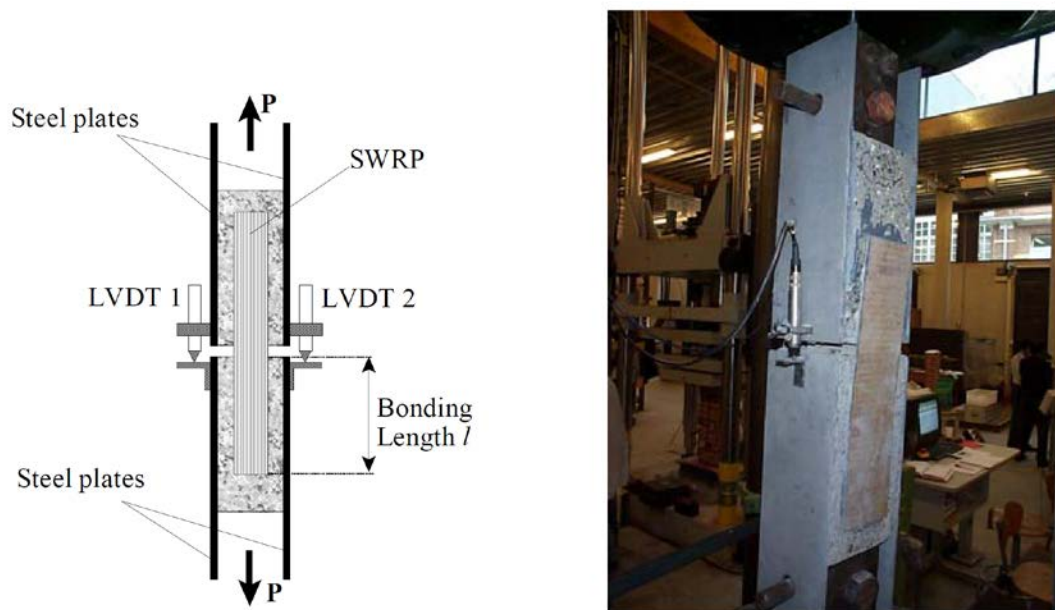 P
Steel plates
SWRP
LVDT 1
LVDT 2
Bonding
Length l
Steel plates
P